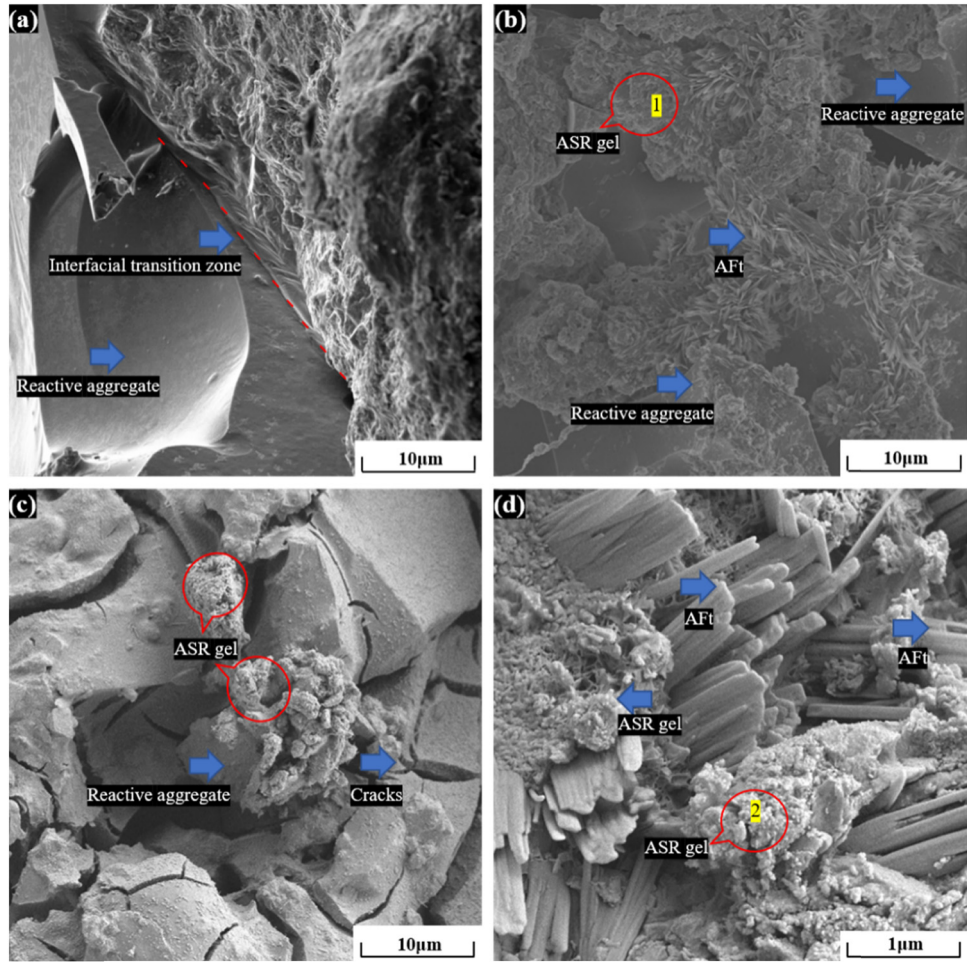 (a)
Interfacial transition zone
Reactive aggregate
10μm
(b)
1
ASR gel
Reactive aggregate
AFt
Reactive aggregate
10μm
(c)
ASR gel
Reactive aggregate
Cracks
10μm
(d)
AFt
AFt
ASR gel
2
ASR gel
1μm